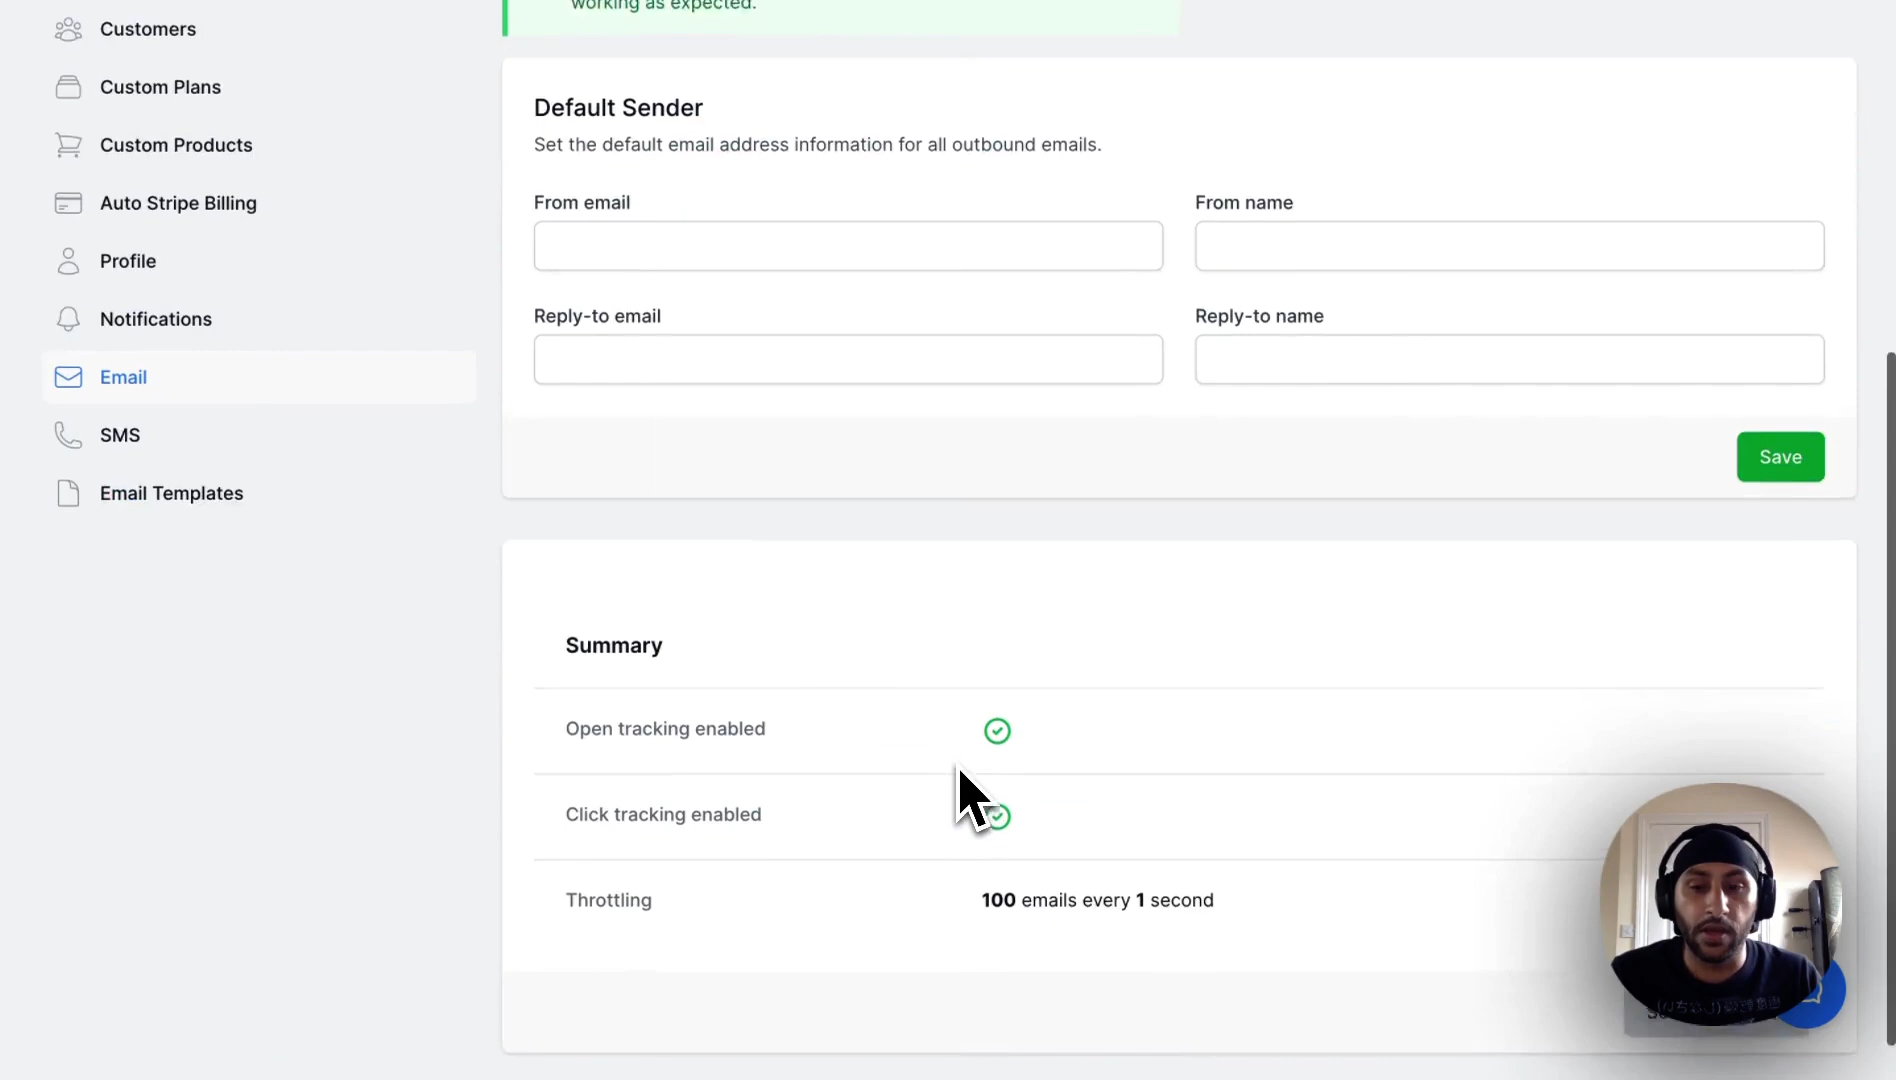 Customers
Custom Plans
Custom Products
Auto Stripe Billing
Profile
Notifications
Email
SMS
Email Templates
working as expected.
Default Sender
Set the default email address information for all outbound emails.
From email
From name
Reply-to email
Reply-to name
Save
Summary
Open tracking enabled
Click tracking enabled
Throttling
100 emails every 1 second